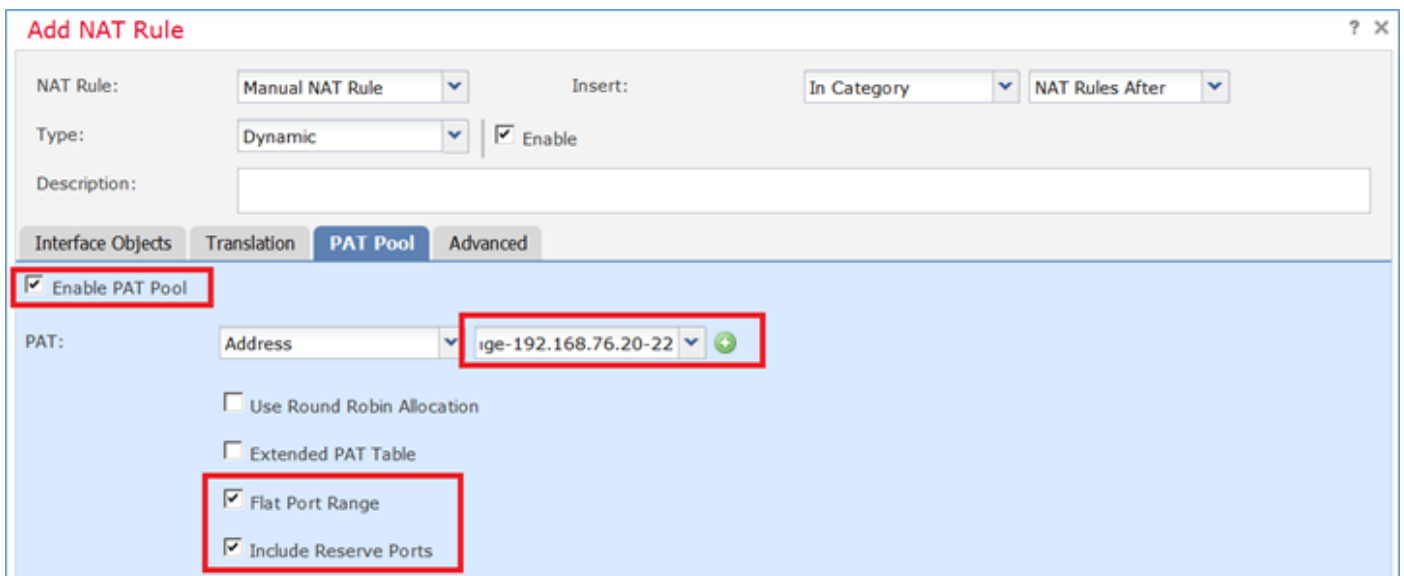 Add NAT Rule ? ×
NAT Rule: Manual NAT Rule Insert: In Category NAT Rules After
Type: Dynamic Enable
Description:
Interface Objects Translation PAT Pool Advanced
Enable PAT Pool
PAT: Address ige-192.168.76.20-22
Use Round Robin Allocation
Extended PAT Table
Flat Port Range
Include Reserve Ports